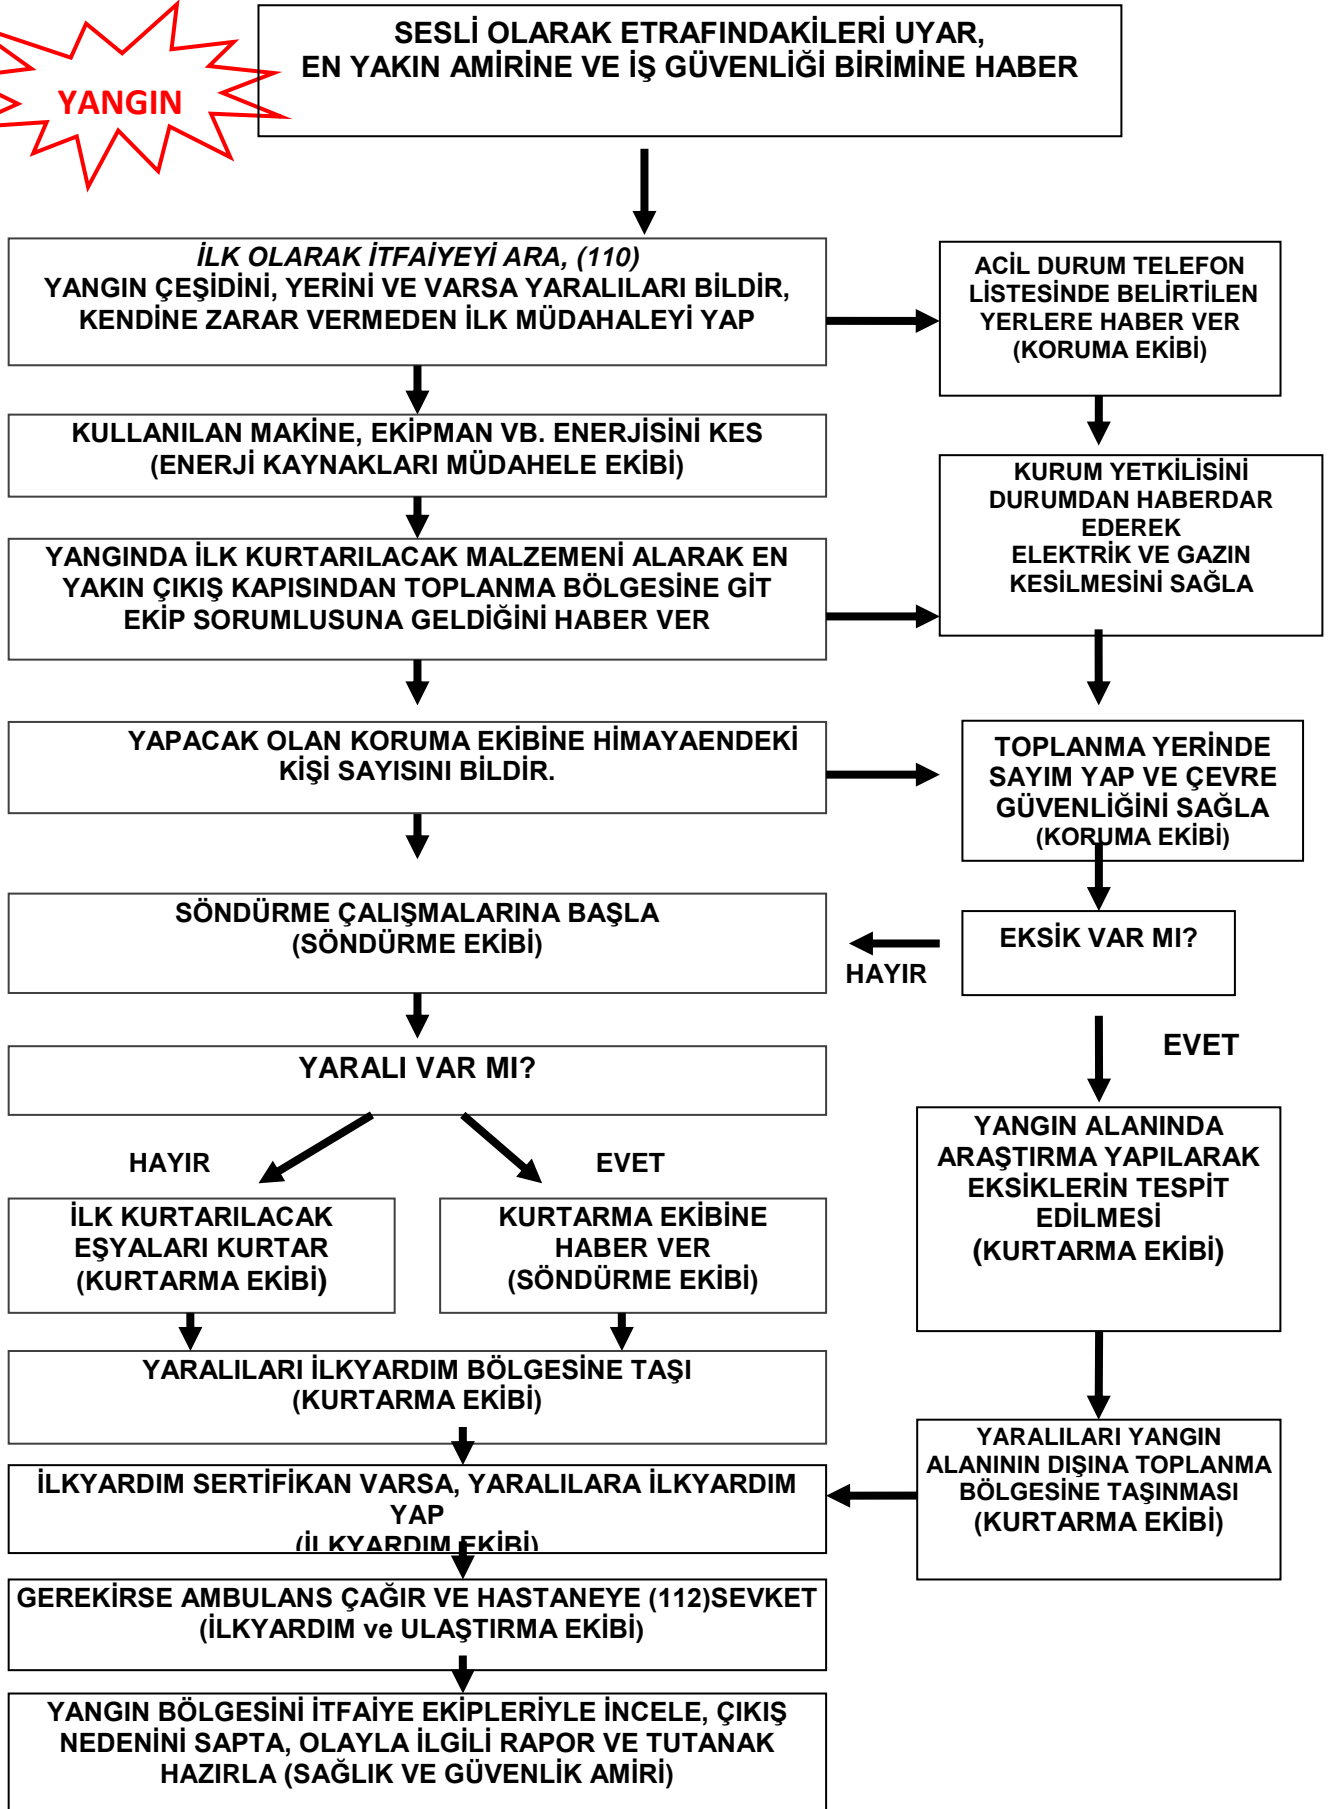 YANGIN
SESLİ OLARAK ETRAFINDAKİLERİ UYAR,
EN YAKIN AMİRİNE VE İŞ GÜVENLİĞİ BİRİMİNE HABER
İLK OLARAK İTFAİYEYİ ARA, (110)
YANGIN ÇEŞİDİNİ, YERİNİ VE VARSA YARALILARI BİLDİR,
KENDİNE ZARAR VERMEDEN İLK MÜDAHALEYİ YAP
ACİL DURUM TELEFON
LİSTESİNDE BELİRTİLEN
YERLERE HABER VER
(KORUMA EKİBİ)
KULLANILAN MAKİNE, EKİPMAN VB. ENERJİSİNİ KES
(ENERJİ KAYNAKLARI MÜDAHELE EKİBİ)
KURUM YETKİLİSİNİ
DURUMDAN HABERDAR
EDEREK
ELEKTRİK VE GAZIN
KESİLMESİNİ SAĞLA
YANGINDA İLK KURTARILACAK MALZEMENİ ALARAK EN
YAKIN ÇIKIŞ KAPISINDAN TOPLANMA BÖLGESİNE GİT
EKİP SORUMLUSUNA GELDİĞİNİ HABER VER
YAPACAK OLAN KORUMA EKİBİNE HİMAYAENDEKİ
KİŞİ SAYISINI BİLDİR.
TOPLANMA YERİNDE
SAYIM YAP VE ÇEVRE
GÜVENLİĞİNİ SAĞLA
(KORUMA EKİBİ)
SÖNDÜRME ÇALIŞMALARINA BAŞLA
(SÖNDÜRME EKİBİ)
EKSİK VAR MI?
HAYIR
EVET
YARALI VAR MI?
HAYIR
EVET
YANGIN ALANINDA
ARAŞTIRMA YAPILARAK
EKSİKLERİN TESPİT
EDİLMESİ
(KURTARMA EKİBİ)
İLK KURTARILACAK
EŞYALARI KURTAR
(KURTARMA EKİBİ)
KURTARMA EKİBİNE
HABER VER
(SÖNDÜRME EKİBİ)
YARALILARI İLKYARDIM BÖLGESİNE TAŞI
(KURTARMA EKİBİ)
YARALILARI YANGIN
ALANININ DIŞINA TOPLANMA
BÖLGESİNE TAŞINMASI
(KURTARMA EKİBİ)
İLKYARDIM SERTİFİKAN VARSA, YARALILARA İLKYARDIM
YAP
(İLKYARDIM EKİBİ)
GEREKİRSE AMBULANS ÇAĞIR VE HASTANEYE (112)SEVKET
(İLKYARDIM ve ULAŞTIRMA EKİBİ)
YANGIN BÖLGESİNİ İTFAİYE EKİPLERİYLE İNCELE, ÇIKIŞ
NEDENİNİ SAPTA, OLAYLA İLGİLİ RAPOR VE TUTANAK
HAZIRLA (SAĞLIK VE GÜVENLİK AMİRİ)